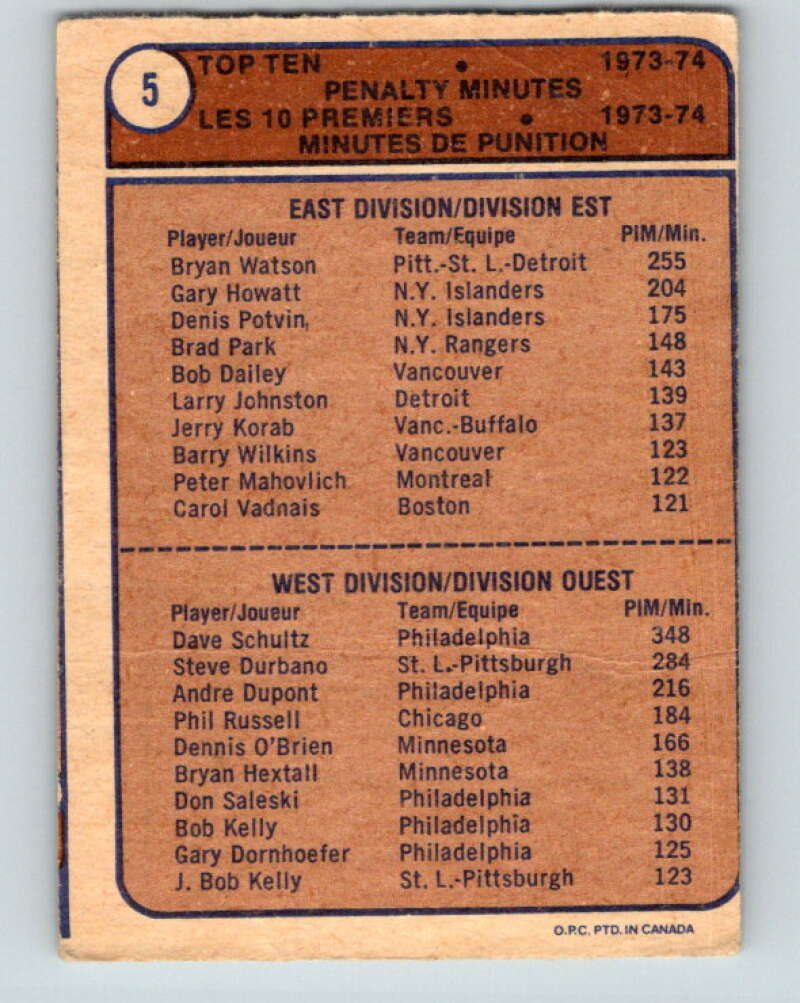 5
TOP TEN • 1973-74
PENALTY MINUTES
LES 10 PREMIERS • 1973-74
MINUTES DE PUNITION
EAST DIVISION/DIVISION EST
Player/Joueur Team/Equipe PIM/Min.
Bryan Watson Pitt.-St. L.-Detroit 255
Gary Howatt N.Y. Islanders 204
Denis Potvin, N.Y. Islanders 175
Brad Park N.Y. Rangers 148
Bob Dailey Vancouver 143
Larry Johnston Detroit 139
Jerry Korab Vanc.-Buffalo 137
Barry Wilkins Vancouver 123
Peter Mahovlich Montreal 122
Carol Vadnais Boston 121
WEST DIVISION/DIVISION OUEST
Player/Joueur Team/Equipe PIM/Min.
Dave Schultz Philadelphia 348
Steve Durbano St. L.-Pittsburgh 284
Andre Dupont Philadelphia 216
Phil Russell Chicago 184
Dennis O'Brien Minnesota 166
Bryan Hextall Minnesota 138
Don Saleski Philadelphia 131
Bob Kelly Philadelphia 130
Gary Dornhoefer Philadelphia 125
J. Bob Kelly St. L.-Pittsburgh 123
O.P.C. PTD. IN CANADA